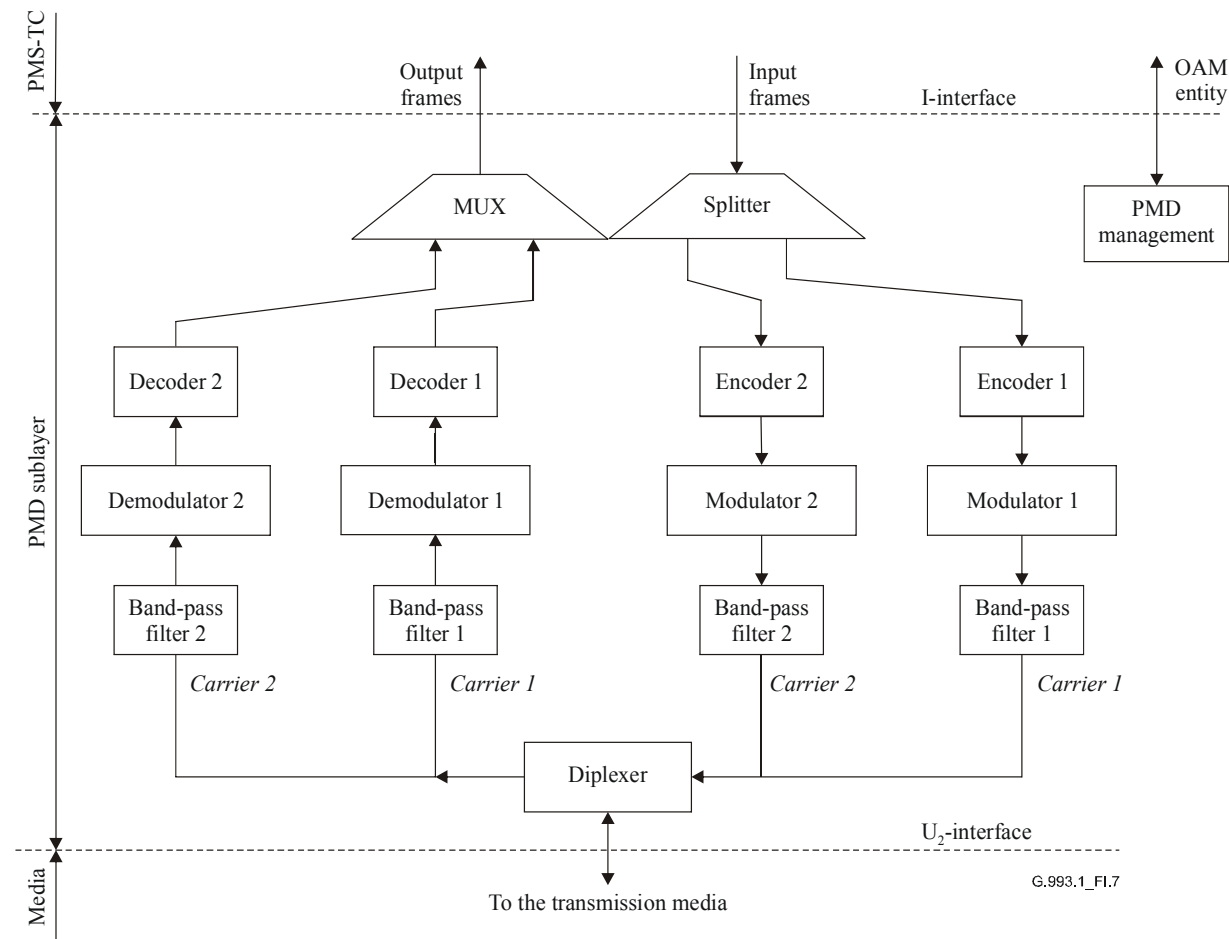 PMS-TC
Output
frames
Input
frames
OAM
entity
I-interface
MUX
Splitter
PMD
management
Decoder 2
Decoder 1
Encoder 2
Encoder 1
PMD sublayer
Demodulator 2
Demodulator 1
Modulator 2
Modulator 1
Band-pass
filter 2
Band-pass
filter 1
Band-pass
filter 2
Band-pass
filter 1
Carrier 2
Carrier 1
Carrier 2
Carrier 1
Diplexer
U2-interface
Media
To the transmission media
G.993.1_FI.7